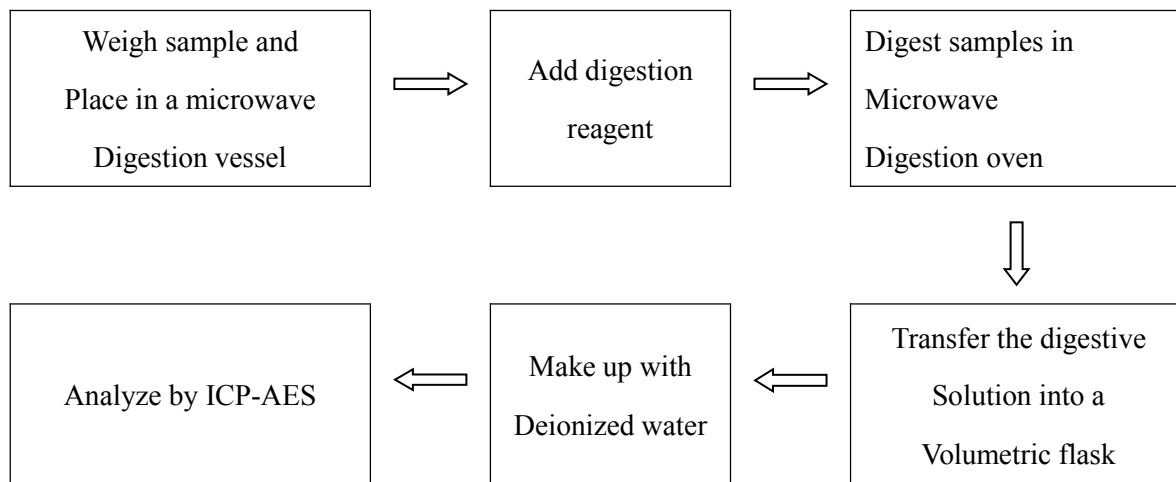 Weigh sample and
Place in a microwave
Digestion vessel
Add digestion
reagent
Digest samples in
Microwave
Digestion oven
Transfer the digestive
Solution into a
Volumetric flask
Make up with
Deionized water
Analyze by ICP-AES